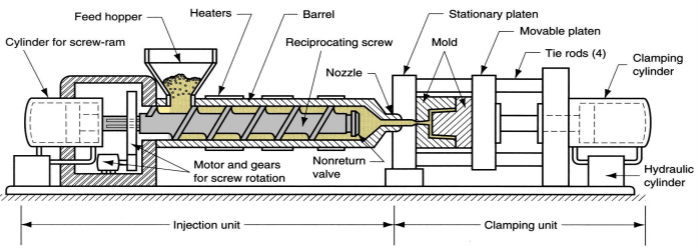 Feed hopper
Heaters
Barrel
Stationary platen
Movable platen
Cylinder for screw-ram
Reciprocating screw
Mold
Tie rods (4)
Clamping
cylinder
Nozzle
Motor and gears
for screw rotation
Nonreturn
valve
Hydraulic
cylinder
Injection unit
Clamping unit